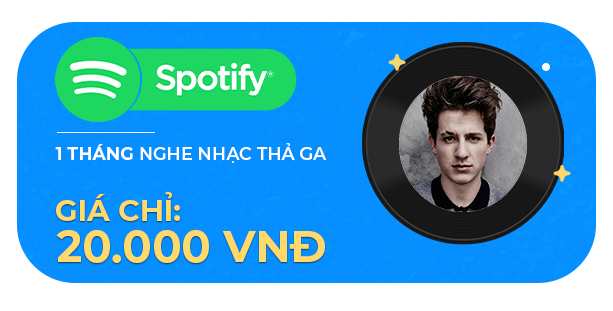 Spotify®
1 THÁNG NGHE NHẠC THẢ GA
GIÁ CHỈ:
20.000 VNĐ